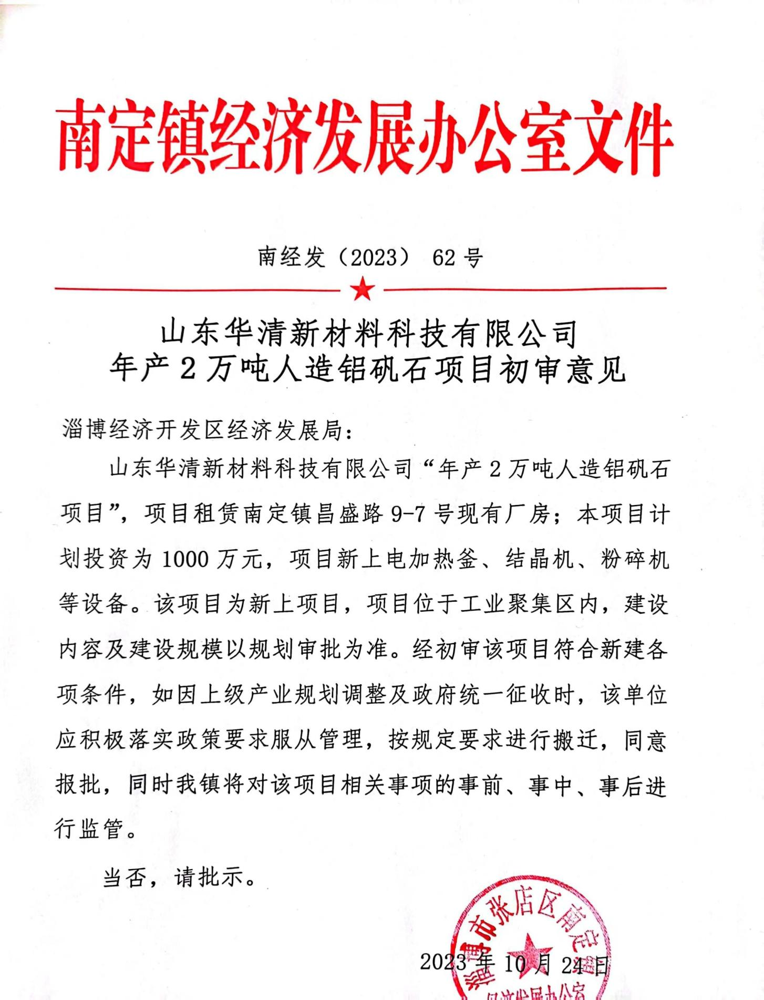 南定镇经济发展办公室文件
南经发（2023） 62 号
山东华清新材料科技有限公司
年产 2 万吨人造铝矾石项目初审意见
淄博经济开发区经济发展局：
山东华清新材料科技有限公司“年产 2 万吨人造铝矾石
项目”，项目租赁南定镇昌盛路 9-7 号现有厂房；本项目计
划投资为 1000 万元，项目新上电加热釜、结晶机、粉碎机
等设备。该项目为新上项目，项目位于工业聚集区内，建设
内容及建设规模以规划审批为准。经初审该项目符合新建各
项条件，如因上级产业规划调整及政府统一征收时，该单位
应积极落实政策要求服从管理，按规定要求进行搬迁，同意
报批，同时我镇将对该项目相关事项的事前、事中、事后进
行监管。
当否，请批示。
淄博市张店区南定镇
2023 年 10 月 24 日
经济发展办公室